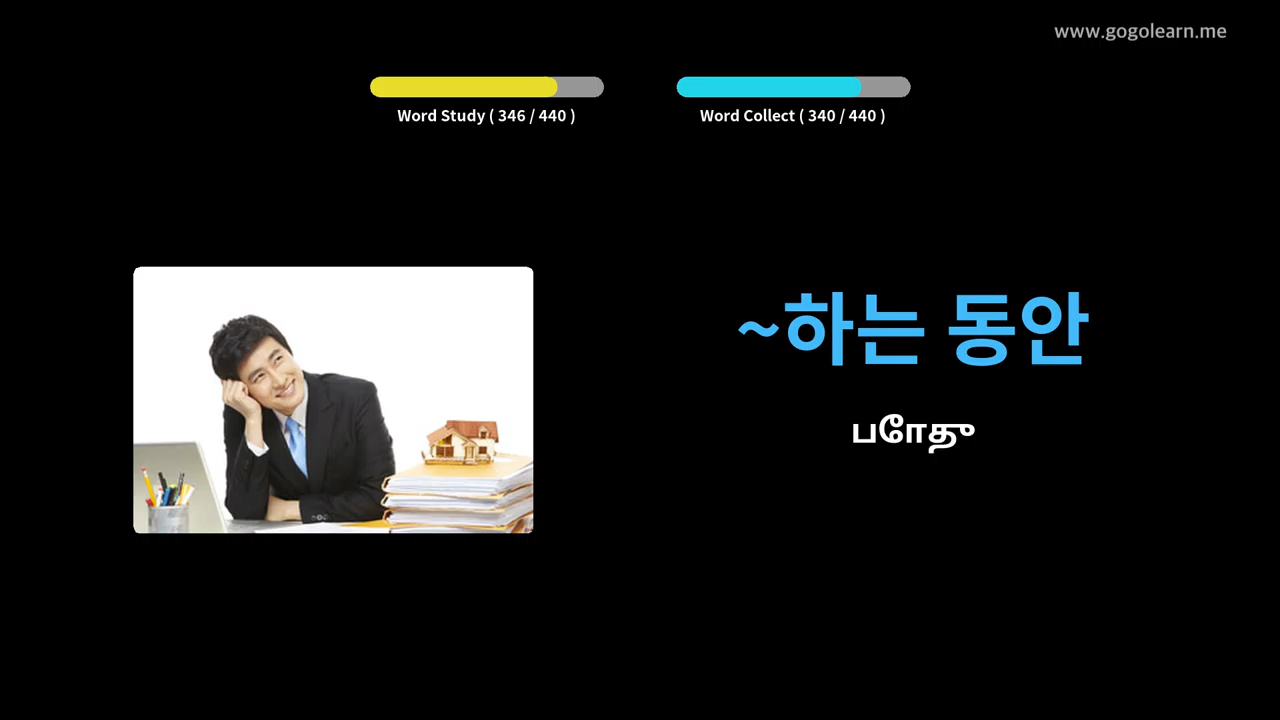 www.gogolearn.me
Word Study ( 346 / 440 )
Word Collect ( 340 / 440 )
~하는 동안
போது